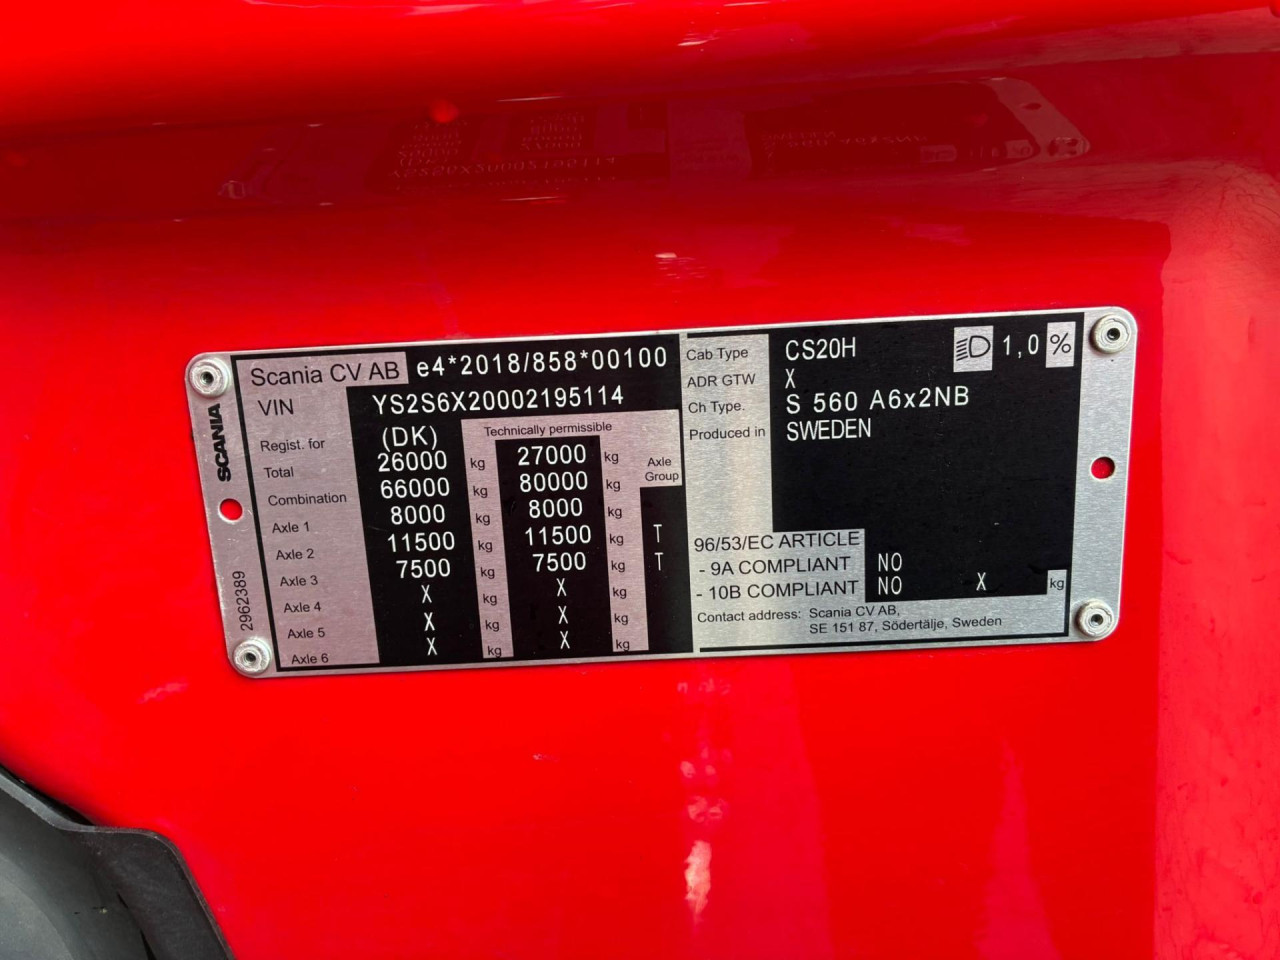 Scania CV AB e4*2018/858*00100
VIN YS2S6X20002195114
Regist. for (DK) Technically permissible
Total 26000 kg 27000 kg Axle Group
Combination 66000 kg 80000 kg
Axle 1 8000 kg 8000 kg
Axle 2 11500 kg 11500 kg T
Axle 3 7500 kg 7500 kg T
Axle 4 X kg X kg
Axle 5 X kg X kg
Axle 6 X kg X kg
SCANIA
2962389
Cab Type CS20H 1,0 %
ADR GTW X
Ch Type. S 560 A6x2NB
Produced in SWEDEN
96/53/EC ARTICLE
- 9A COMPLIANT NO
- 10B COMPLIANT NO X kg
Contact address: Scania CV AB,
SE 151 87, Södertälje, Sweden